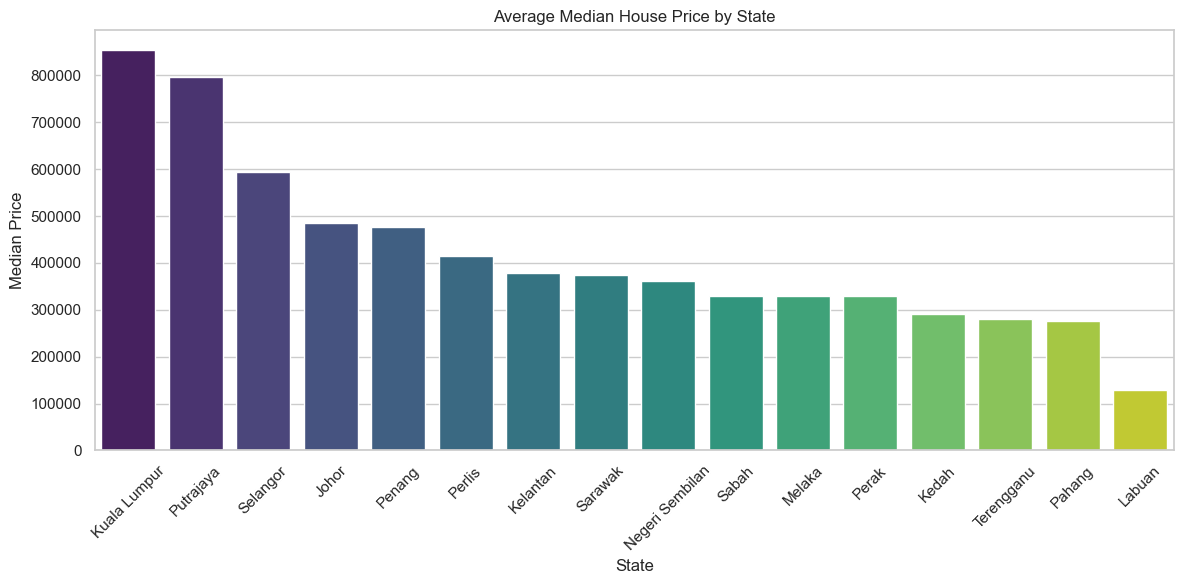 Average Median House Price by State
Median Price
800000
700000
600000
500000
400000
300000
200000
100000
0
Kuala Lumpur
Putrajaya
Selangor
Johor
Penang
Perlis
Kelantan
Sarawak
Negeri Sembilan
Sabah
Melaka
Perak
Kedah
Terengganu
Pahang
Labuan
State